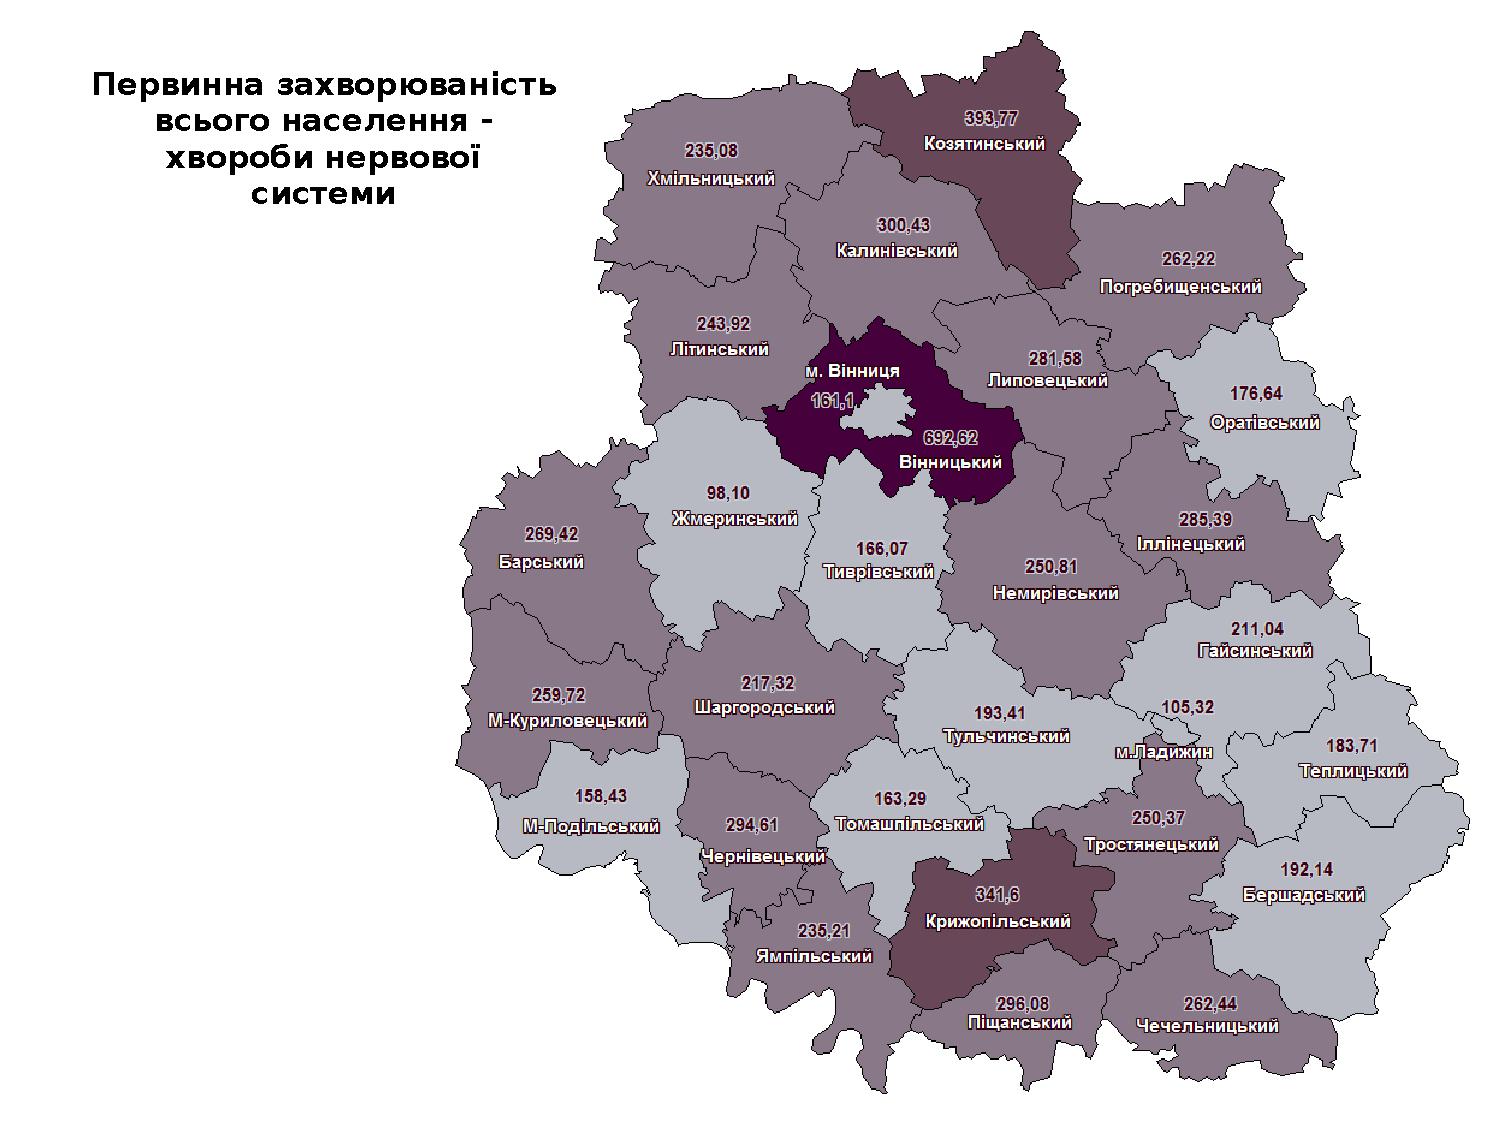 Первинна захворюваність
всього населення -
хвороби нервової
системи
393,77
Козятинський
235,08
Хмільницький
300,43
Калинівський
262,22
Погребищенський
243,92
Літинський
281,58
Липовецький
м. Вінниця
161,1
176,64
Оратівський
692,62
Вінницький
98,10
Жмеринський
269,42
Барський
166,07
Тиврівський
285,39
Іллінецький
250,81
Немирівський
211,04
Гайсинський
259,72
М-Куриловецький
217,32
Шаргородський
193,41
Тульчинський
105,32
м.Ладижин
183,71
Теплицький
158,43
М-Подільський
294,61
Чернівецький
163,29
Томашпільський
250,37
Тростянецький
192,14
Бершадський
341,6
Крижопільський
235,21
Ямпільський
296,08
Піщанський
262,44
Чечельницький